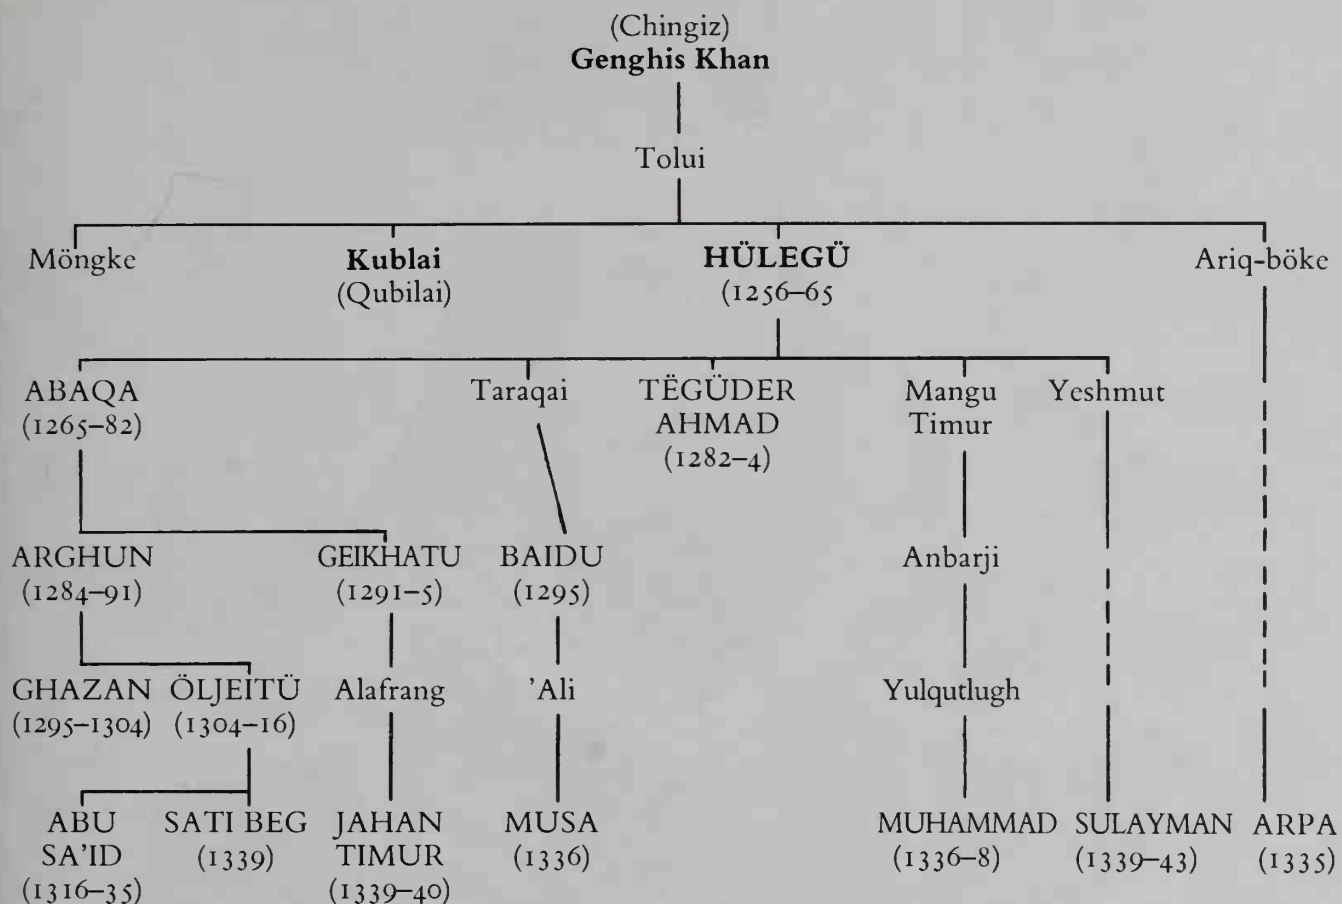 (Chingiz)
Genghis Khan
Tolui
Möngke
Kublai
(Qubilai)
HÜLEGÜ
(1256–65
Ariq-böke
ABAQA
(1265–82)
Taraqai
TËGÜDER
AHMAD
(1282–4)
Mangu
Timur
Yeshmut
ARGHUN
(1284–91)
GEIKHATU
(1291–5)
BAIDU
(1295)
Anbarji
GHAZAN
(1295–1304)
ÖLJEITÜ
(1304–16)
Alafrang
'Ali
Yulqutlugh
ABU
SA'ID
(1316–35)
SATI BEG
(1339)
JAHAN
TIMUR
(1339–40)
MUSA
(1336)
MUHAMMAD
(1336–8)
SULAYMAN
(1339–43)
ARPA
(1335)